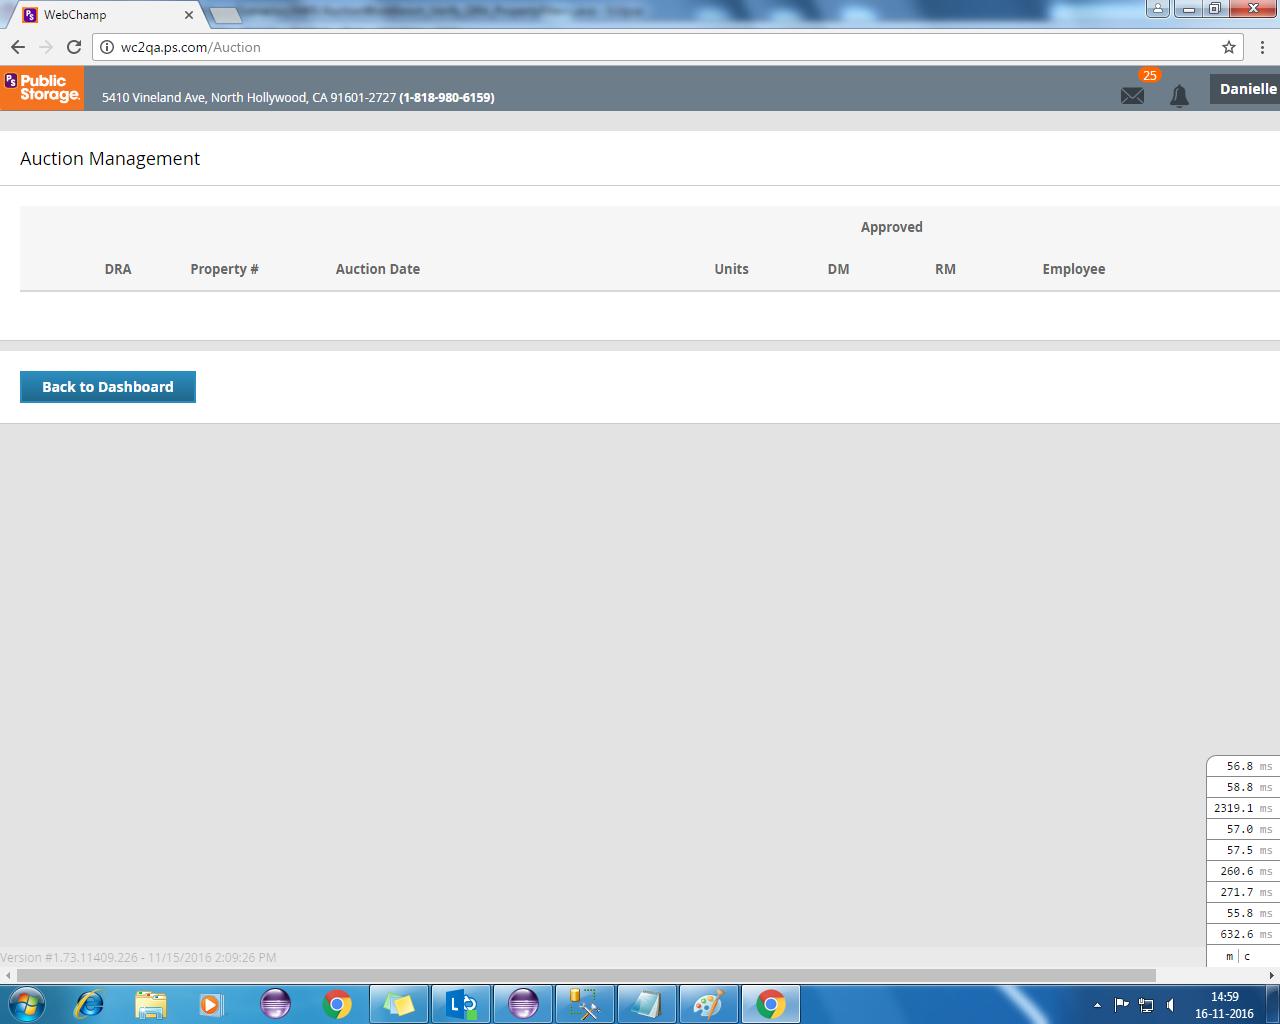 WebChamp
wc2qa.ps.com/Auction
PS Public Storage.
5410 Vineland Ave, North Hollywood, CA 91601-2727 (1-818-980-6159)
25
Danielle
Auction Management
Approved
DRA Property # Auction Date Units DM RM Employee
Back to Dashboard
56.8 ms
58.8 ms
2319.1 ms
57.0 ms
57.5 ms
260.6 ms
271.7 ms
55.8 ms
632.6 ms
m | c
Version #1.73.11409.226 - 11/15/2016 2:09:26 PM
14:59
16-11-2016